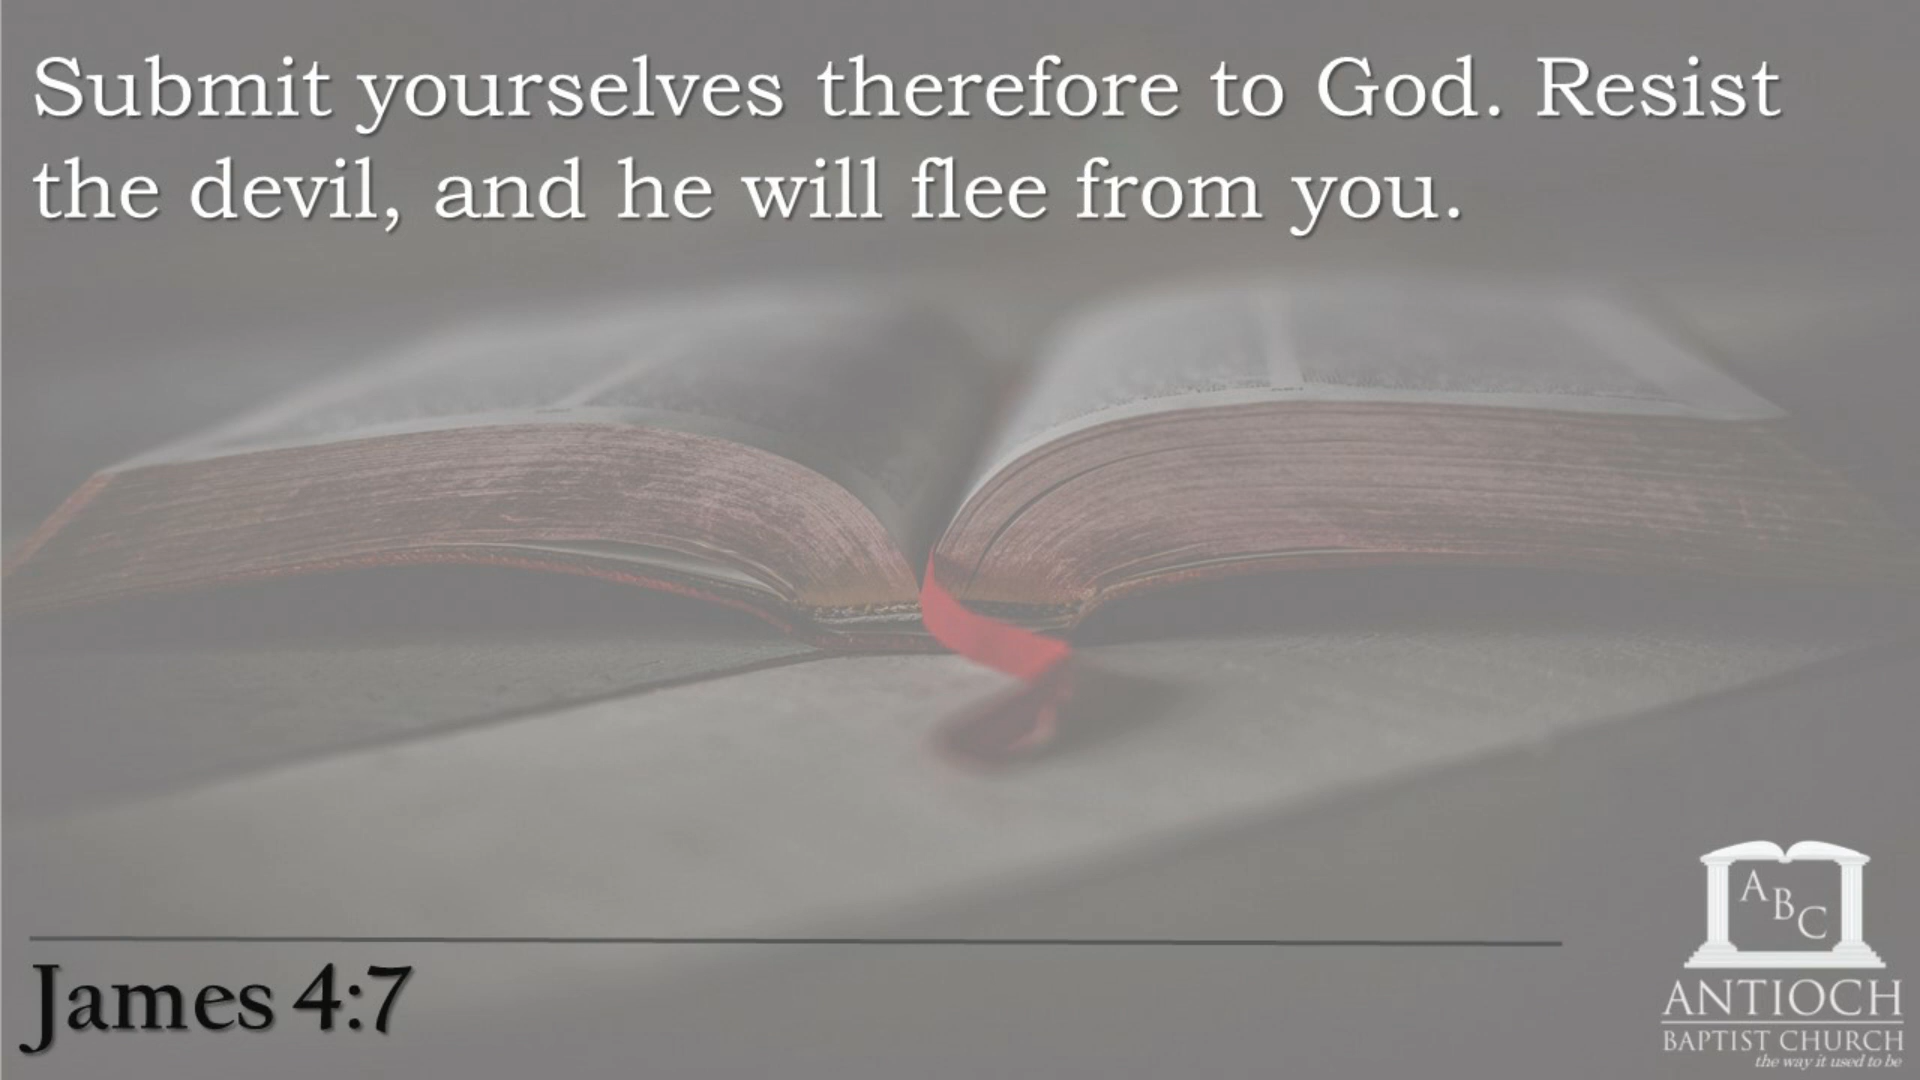 Submit yourselves therefore to God. Resist
the devil, and he will flee from you.
James 4:7
A B C
ANTIOCH
BAPTIST CHURCH
the way it used to be